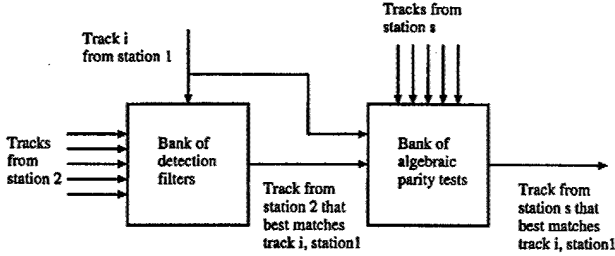 Track i
from station 1
Tracks from
station s
Tracks
from
station 2
Bank of
detection
filters
Bank of
algebraic
parity tests
Track from
station 2 that
best matches
track i, station1
Track from
station s that
best matches
track i, station1